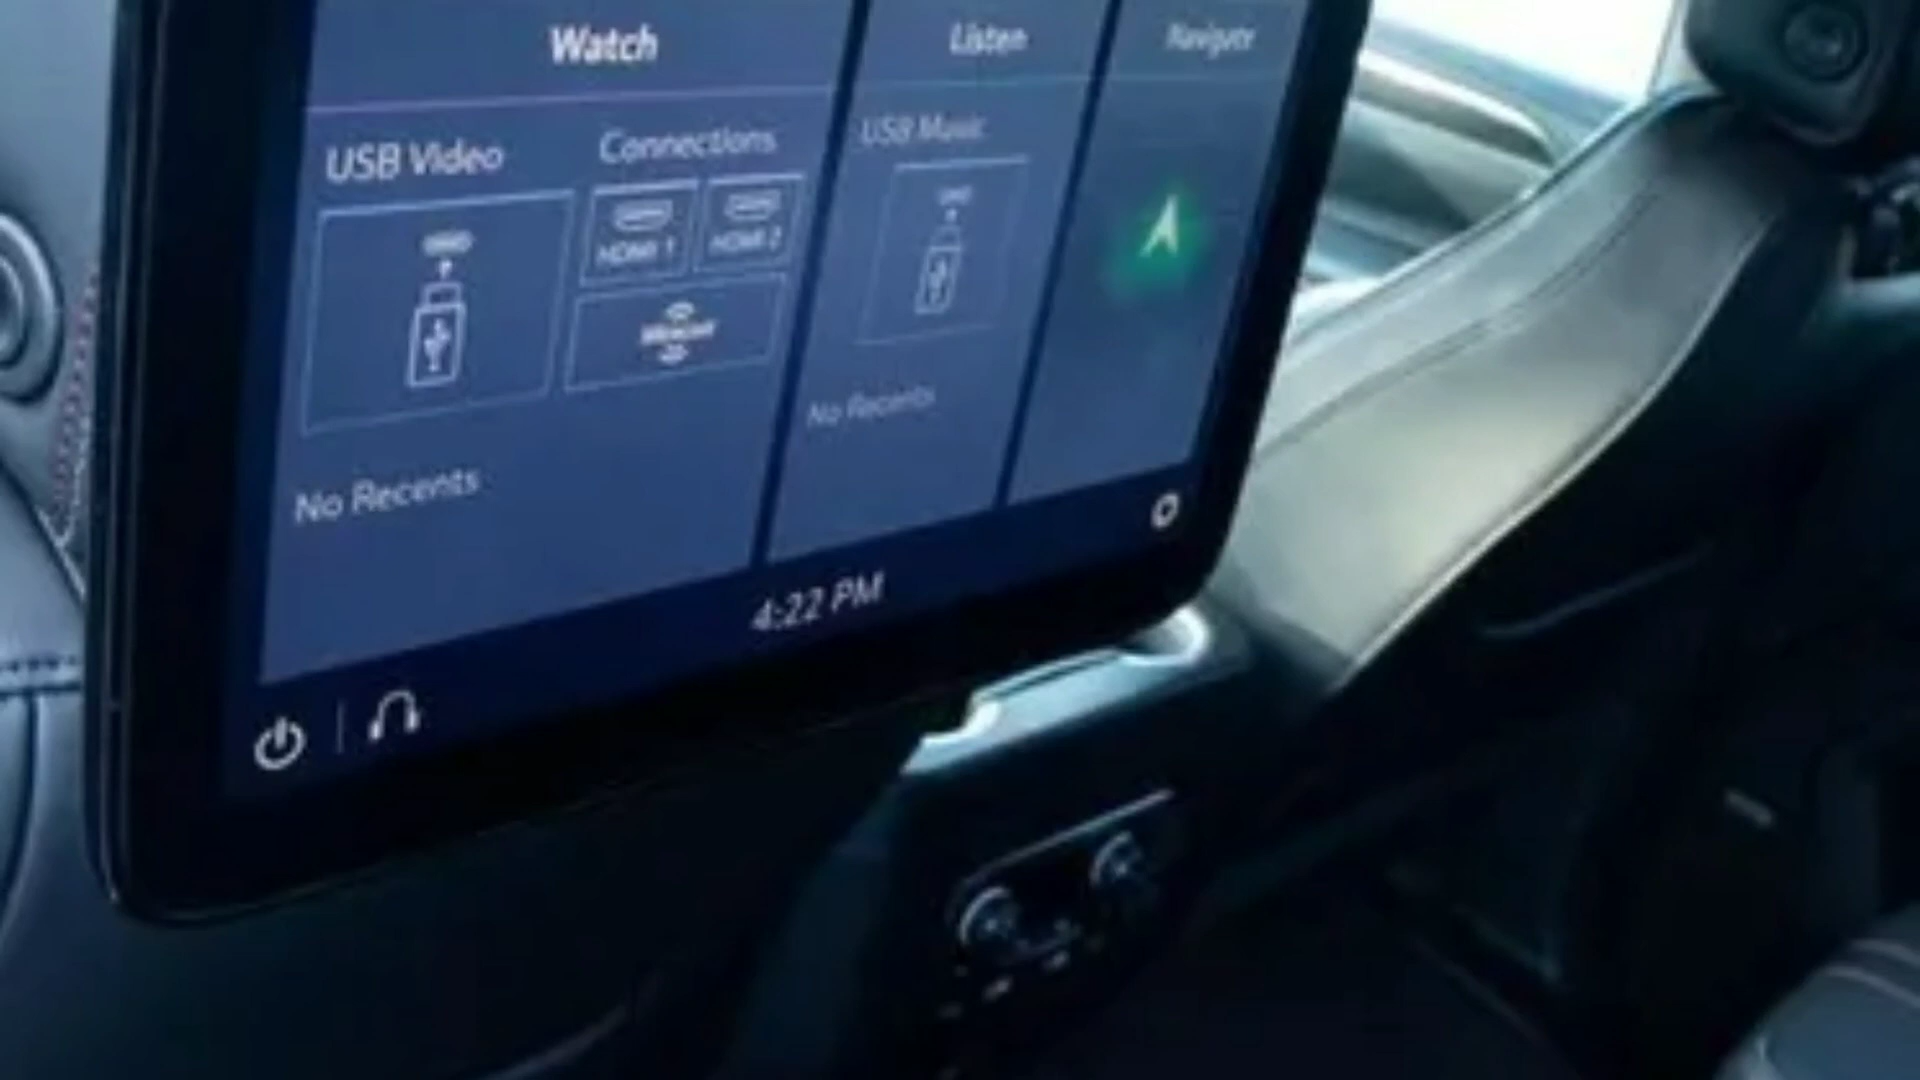 Watch
Listen
Navigate
USB Video
Connections
USB Music
HDMI 1
HDMI 2
Miracast
No Recents
No Recents
4:22 PM